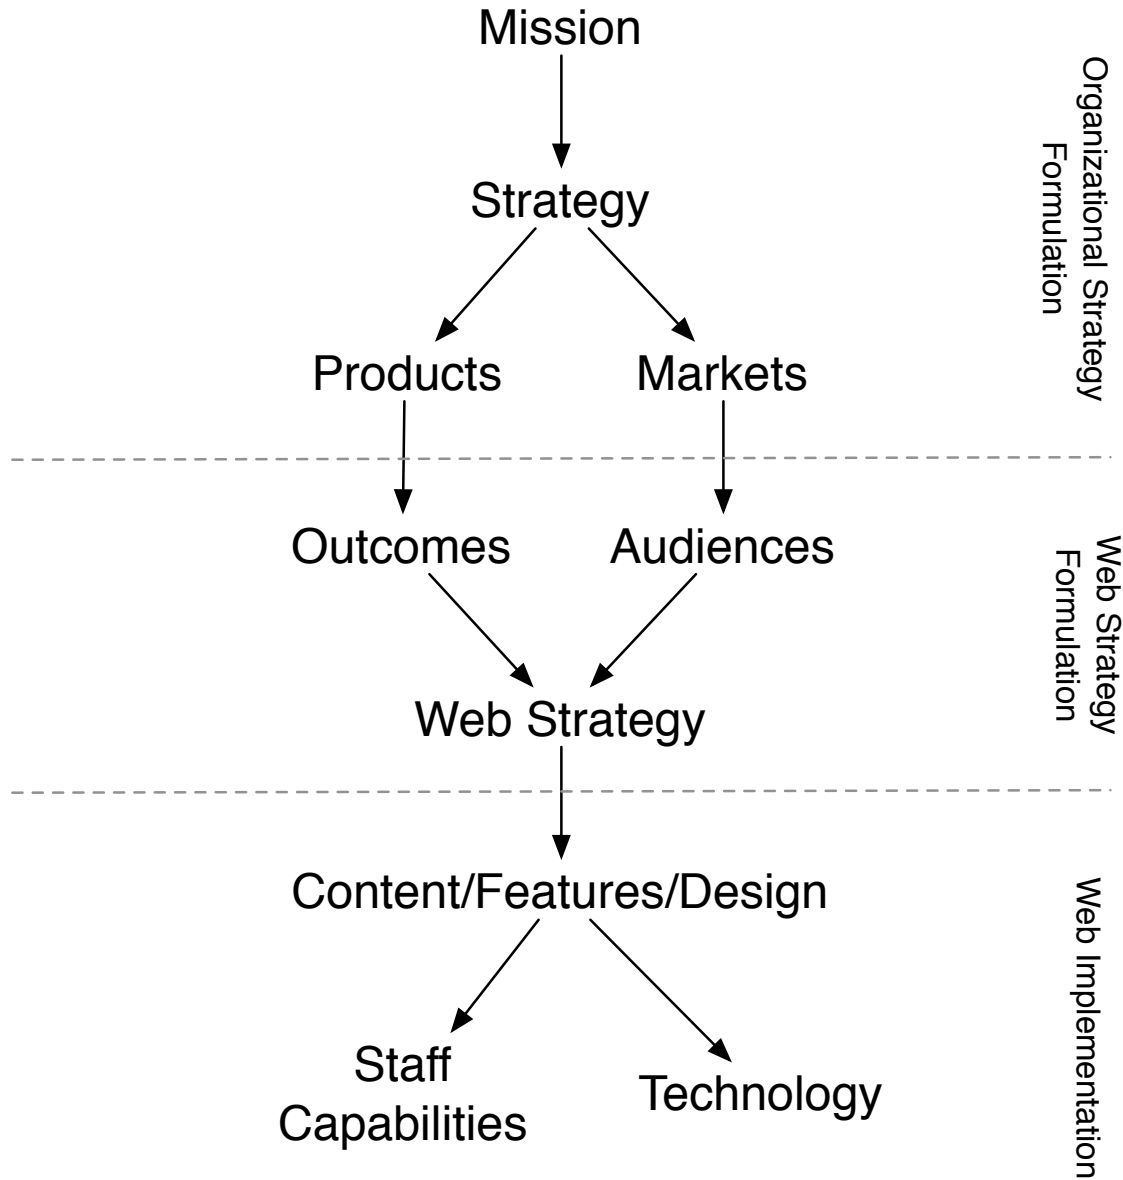 Mission
Strategy
Products
Markets
Organizational Strategy
Formulation
Outcomes
Audiences
Web Strategy
Web Strategy
Formulation
Content/Features/Design
Staff
Capabilities
Technology
Web Implementation